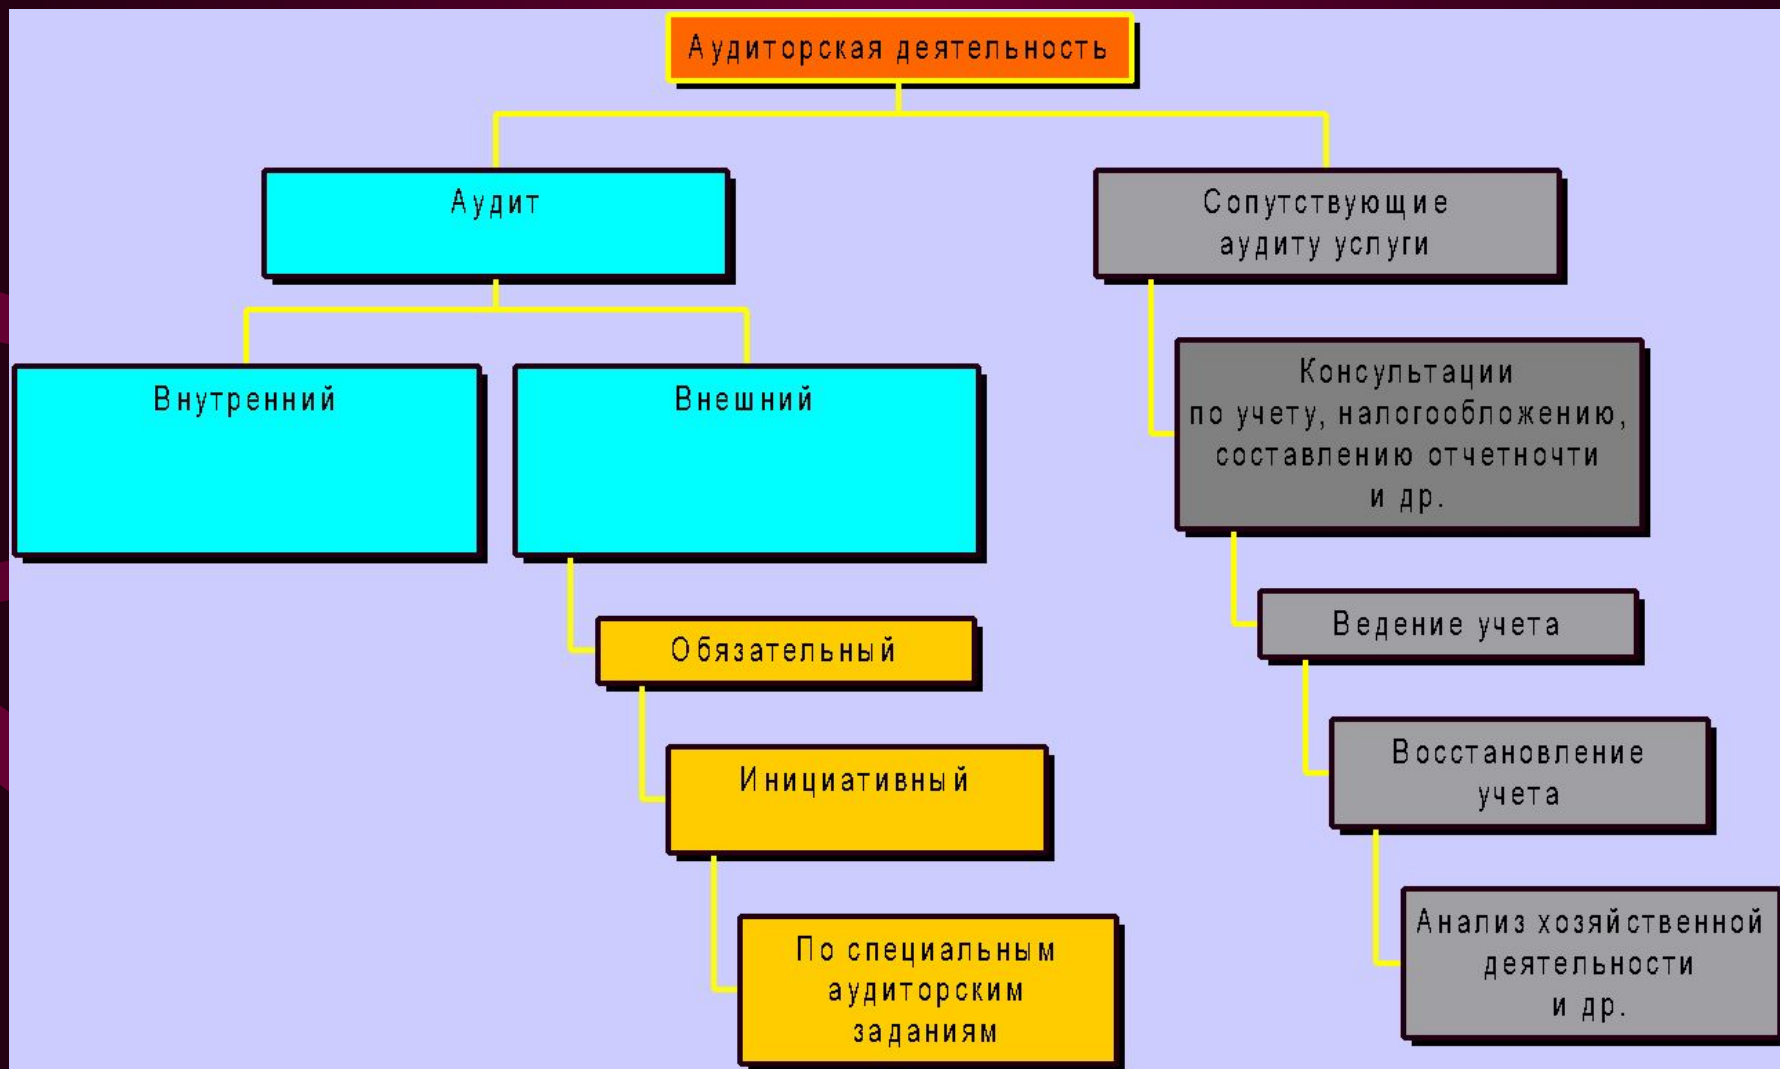 Аудиторская деятельность
Аудит
Сопутствующие
аудиту услуги
Внутренний
Внешний
Консультации
по учету, налогообложению,
составлению отчетночти
и др.
Обязательный
Ведение учета
Инициативный
Восстановление
учета
По специальным
аудиторским
заданиям
Анализ хозяйственной
деятельности
и др.